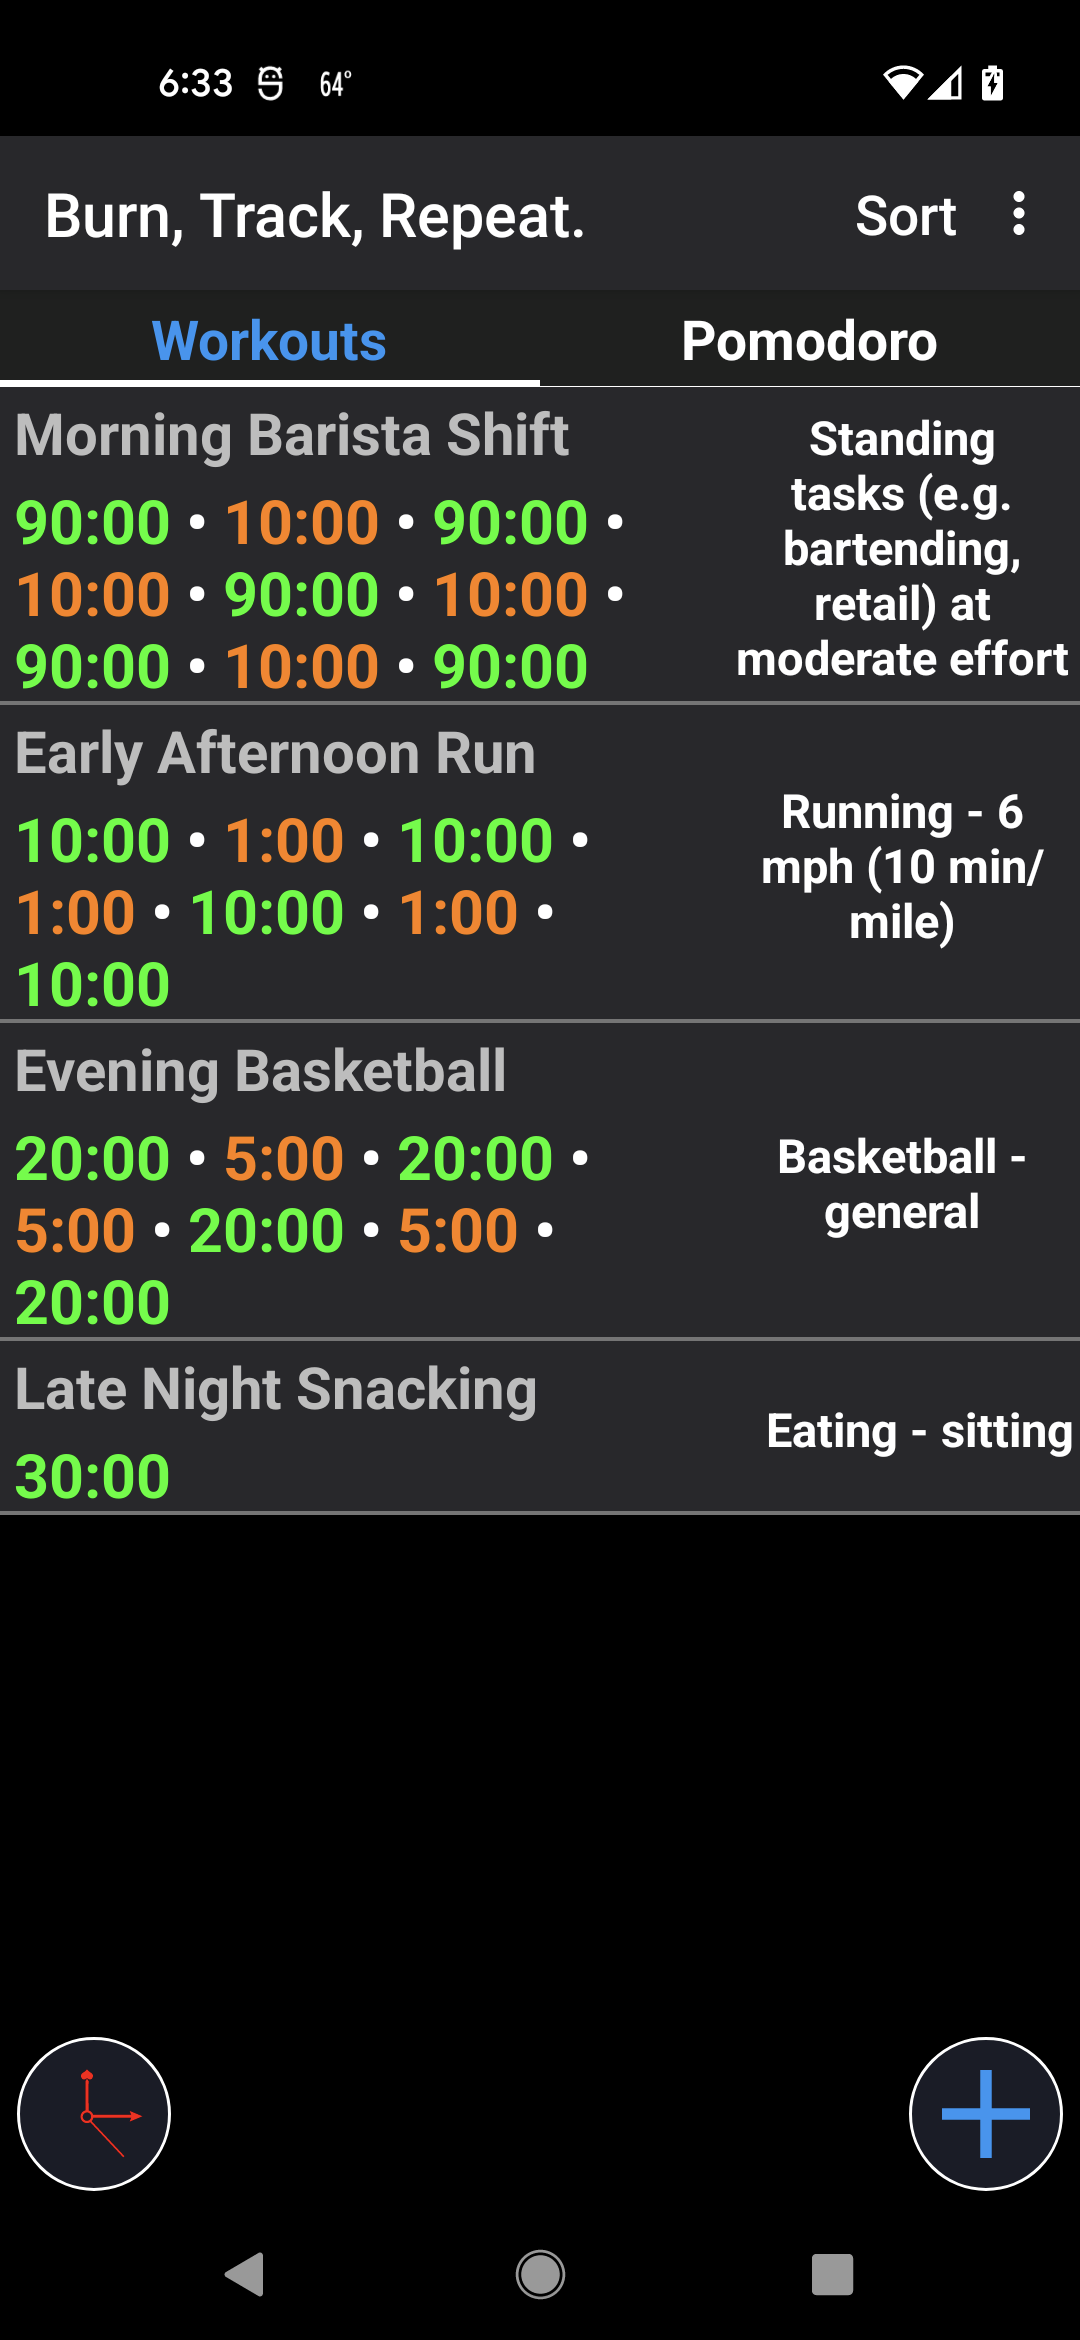 6:33 64°
Burn, Track, Repeat. Sort
Workouts Pomodoro
Morning Barista Shift
90:00 • 10:00 • 90:00 •
10:00 • 90:00 • 10:00 •
90:00 • 10:00 • 90:00
Standing
tasks (e.g.
bartending,
retail) at
moderate effort
Early Afternoon Run
10:00 • 1:00 • 10:00 •
1:00 • 10:00 • 1:00 •
10:00
Running - 6
mph (10 min/
mile)
Evening Basketball
20:00 • 5:00 • 20:00 •
5:00 • 20:00 • 5:00 •
20:00
Basketball -
general
Late Night Snacking
30:00
Eating - sitting